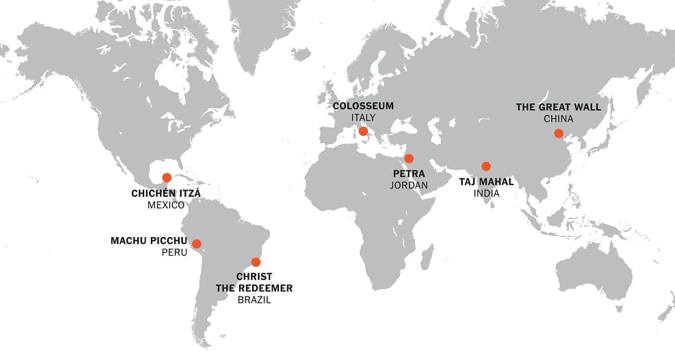 COLOSSEUM
ITALY
THE GREAT WALL
CHINA
PETRA
JORDAN
TAJ MAHAL
INDIA
CHICHÉN ITZÁ
MEXICO
MACHU PICCHU
PERU
CHRIST
THE REDEEMER
BRAZIL